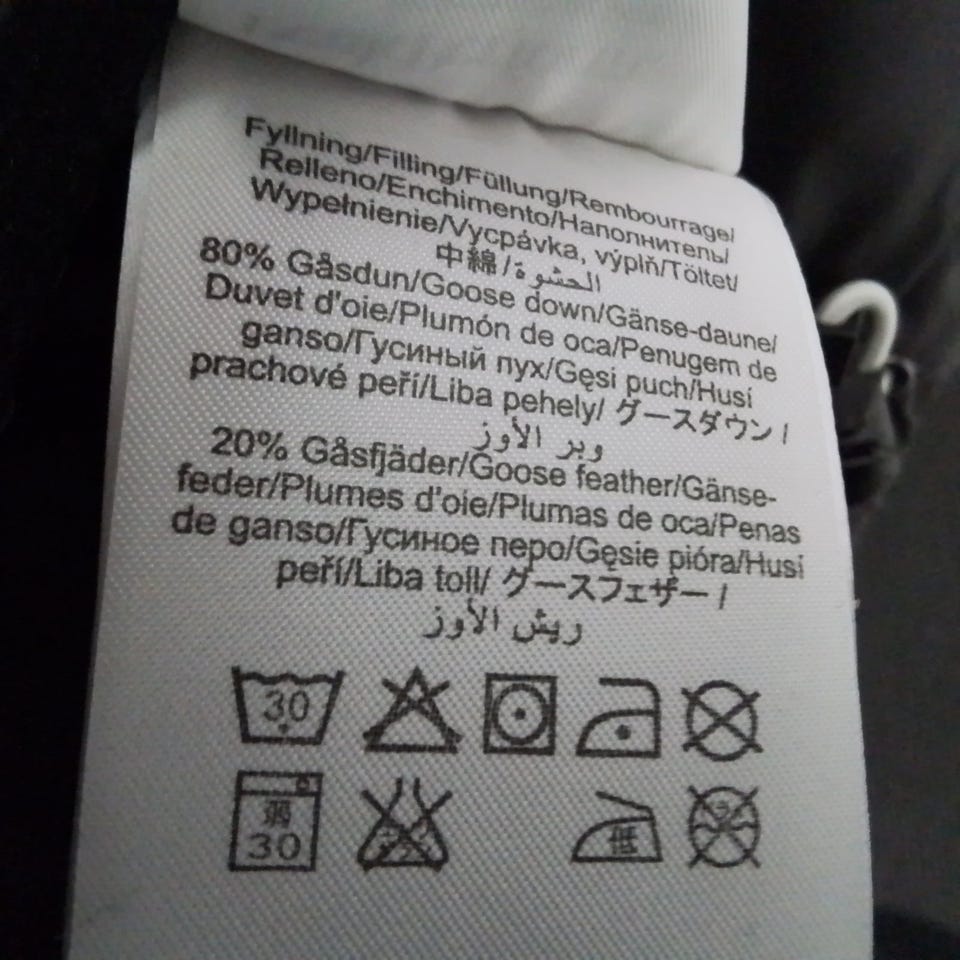 Fyllning/Filling/Füllung/Rembourrage/
Relleno/Enchimento/Наполнитель/
Wypełnienie/Vycpávka, výplň/Töltet/
中綿/الحشوة/
80% Gåsdun/Goose down/Gänse-daune/
Duvet d'oie/Plumón de oca/Penugem de
ganso/Гусиный пух/Gęsi puch/Husí
prachové peří/Liba pehely/ グースダウン /
وبر الأوز
20% Gåsfjäder/Goose feather/Gänse-
feder/Plumes d'oie/Plumas de oca/Penas
de ganso/Гусиное перо/Gęsie pióra/Husí
peří/Liba toll/ グースフェザー /
ريش الأوز
30
弱
30
低